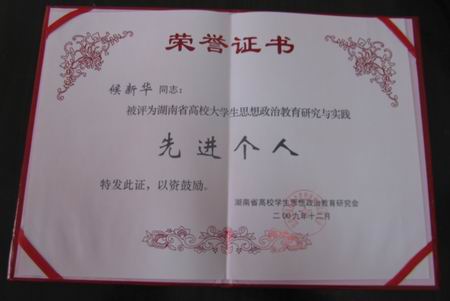 荣誉证书
候新华 同志：
被评为湖南省高校大学生思想政治教育研究与实践
先进个人
特发此证，以资鼓励。
湖南省高校学生思想政治教育研究会
二00九年十二月